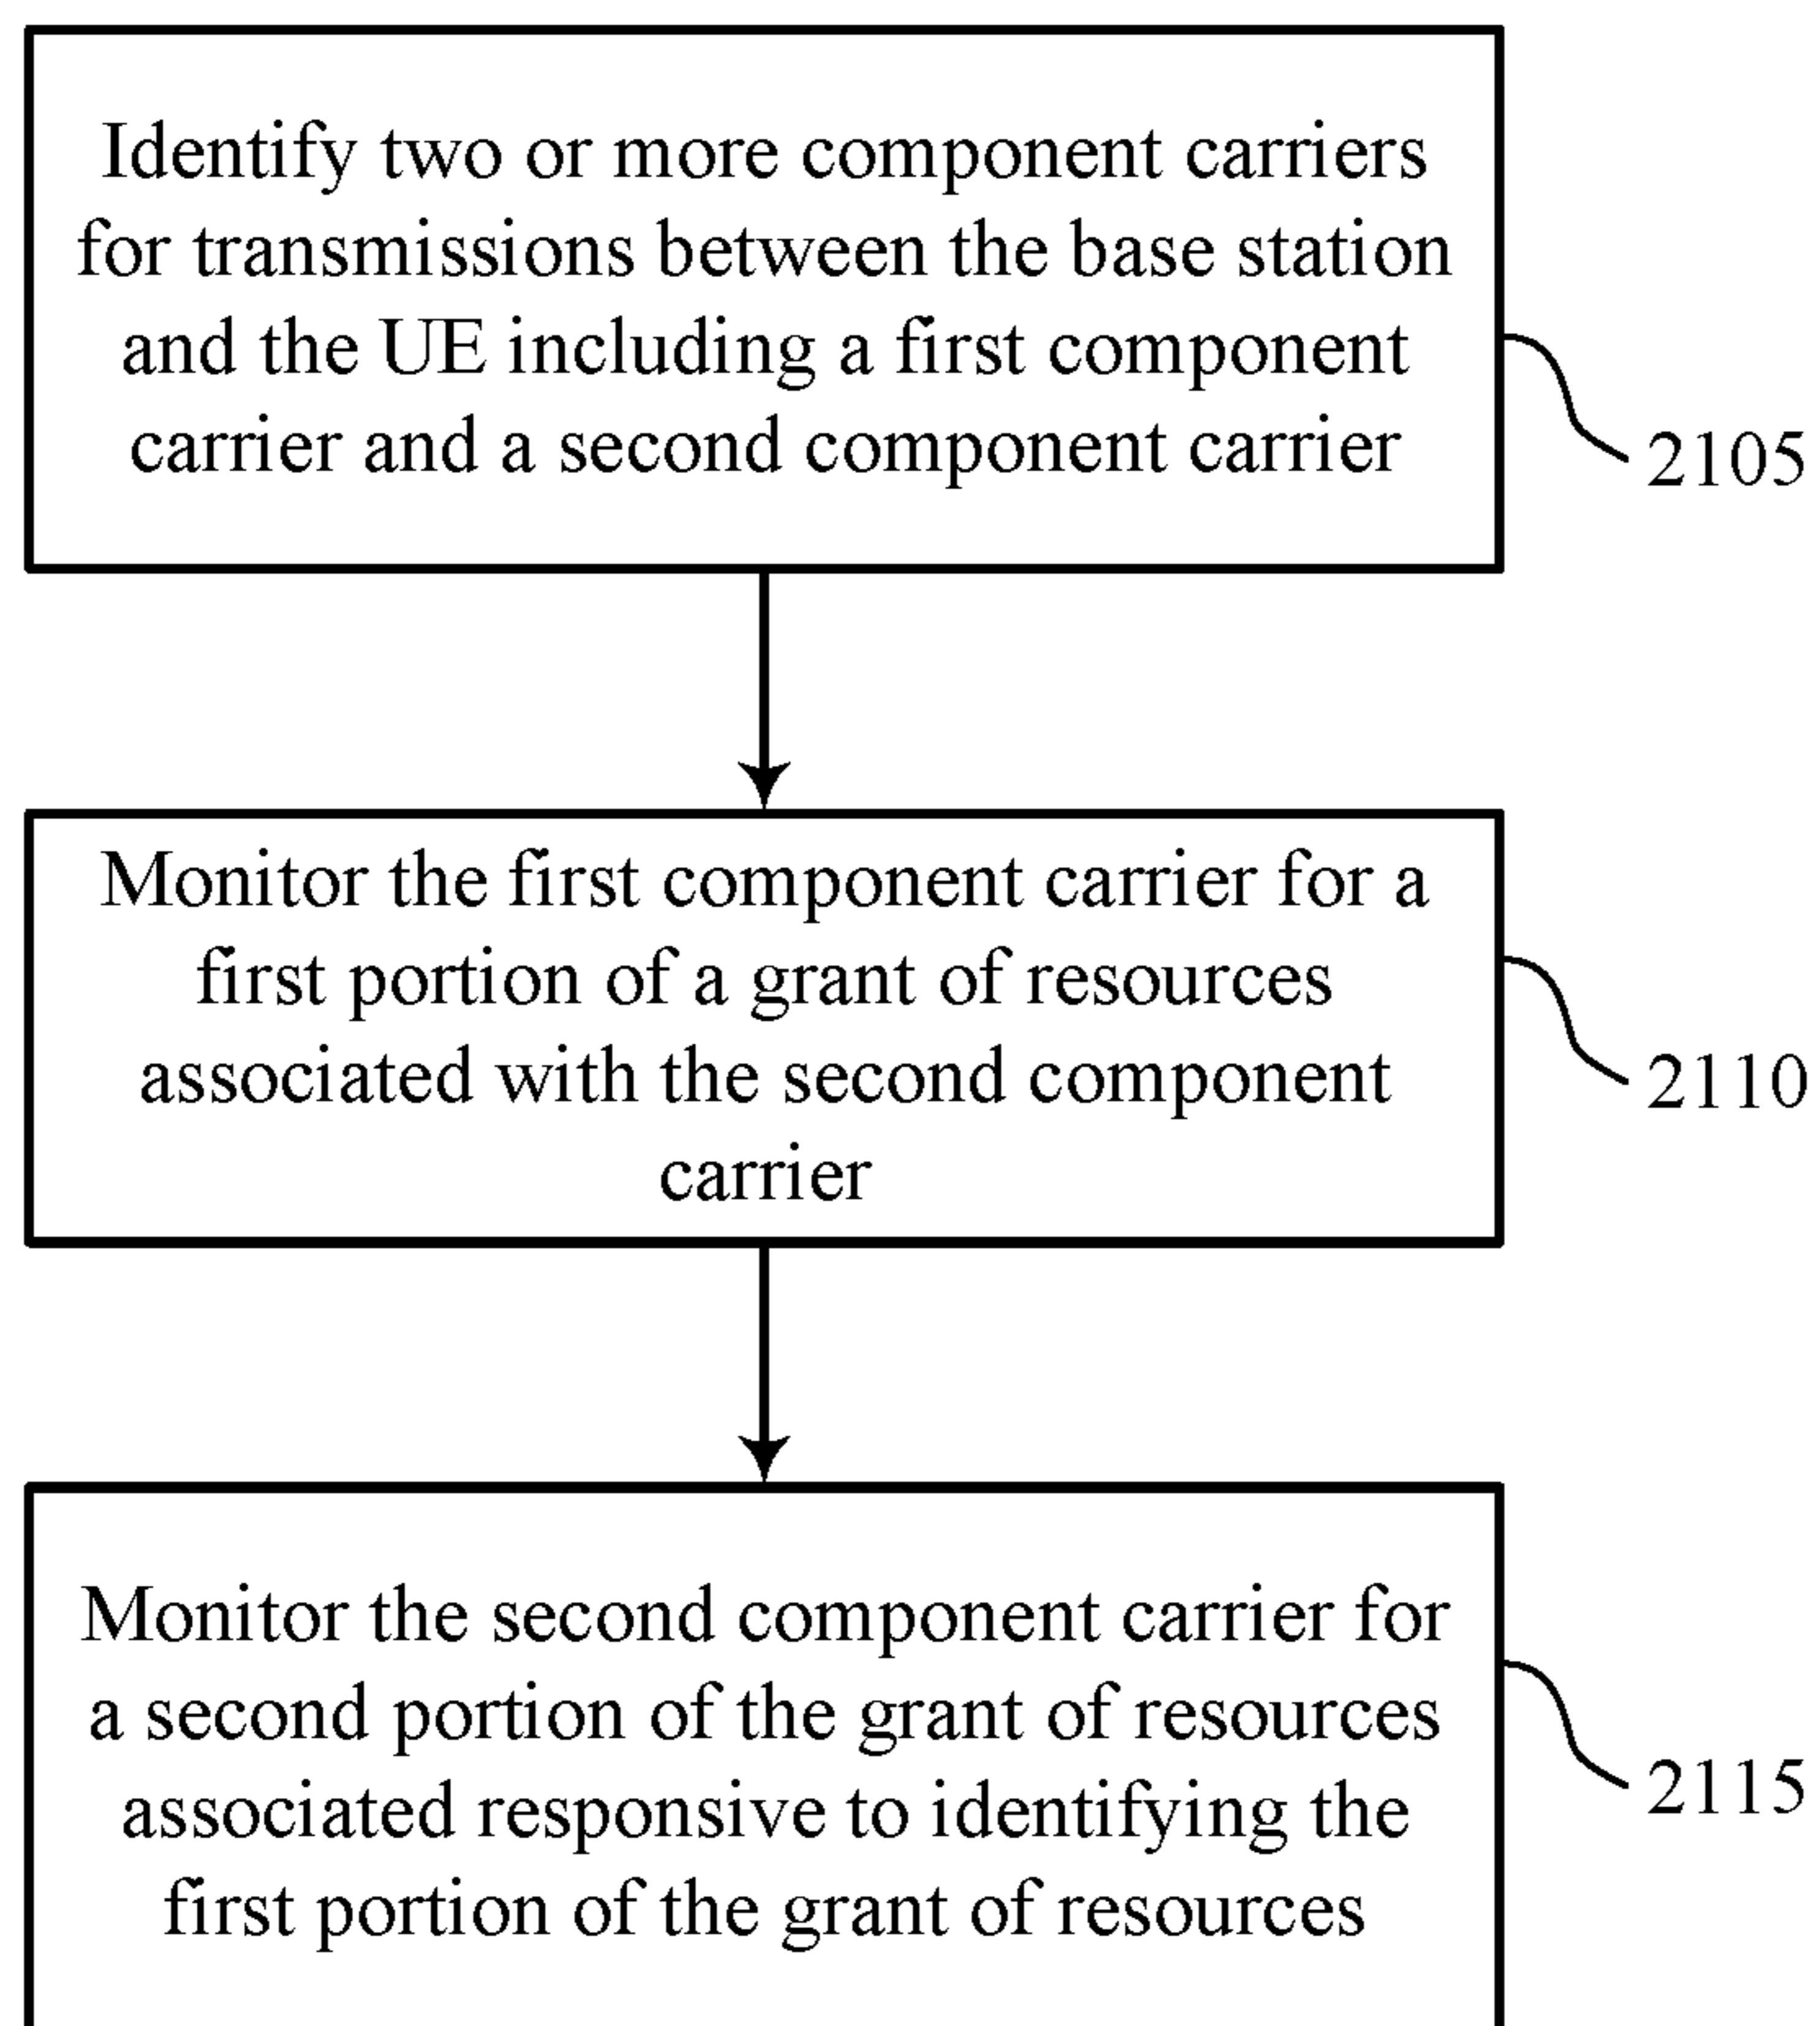 Identify two or more component carriers
for transmissions between the base station
and the UE including a first component
carrier and a second component carrier
2105
Monitor the first component carrier for a
first portion of a grant of resources
associated with the second component
carrier
2110
Monitor the second component carrier for
a second portion of the grant of resources
associated responsive to identifying the
first portion of the grant of resources
2115